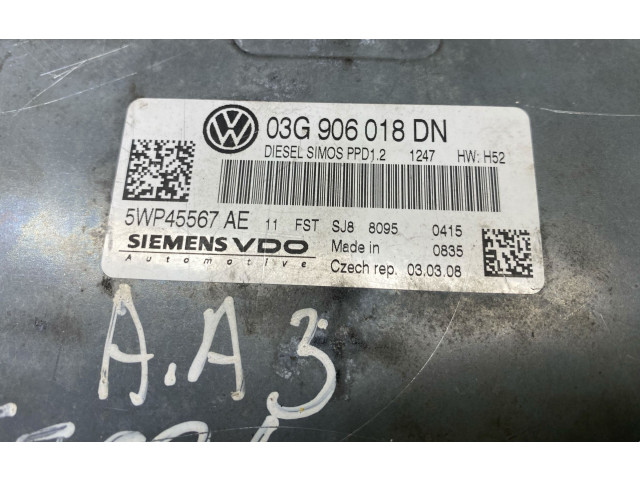 VW 03G 906 018 DN
DIESEL SIMOS PPD1.2 1247 HW: H52
5WP45567 AE 11 FST SJ8 8095 0415
SIEMENS VDO Made in 0835
Automotive Czech rep. 03.03.08
A.A3